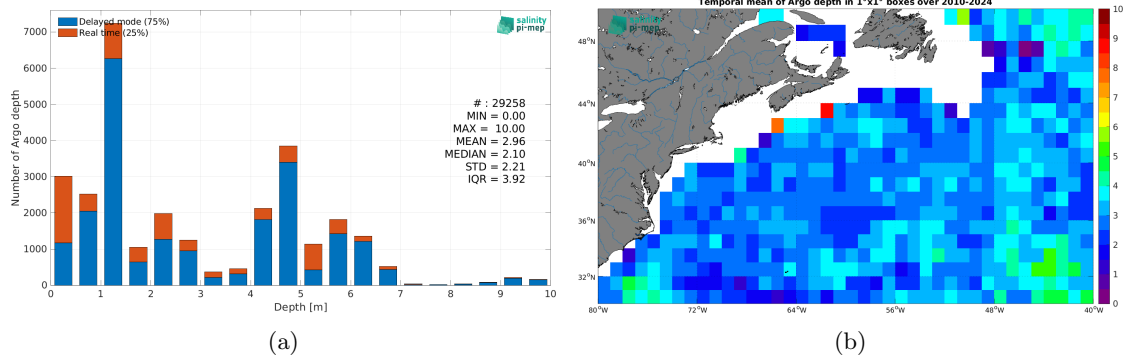 Delayed mode (75%)
Real time (25%)
salinity
pi-mep
# : 29258
MIN = 0.00
MAX = 10.00
MEAN = 2.96
MEDIAN = 2.10
STD = 2.21
IQR = 3.92
Number of Argo depth
7000
6000
5000
4000
3000
2000
1000
0
0 1 2 3 4 5 6 7 8 9 10
Depth [m]
(a)
Temporal mean of Argo depth in 1°x1° boxes over 2010-2024
salinity
pi-mep
48°N
44°N
40°N
36°N
32°N
80°W 72°W 64°W 56°W 48°W 40°W
10
9
8
7
6
5
4
3
2
1
0
(b)